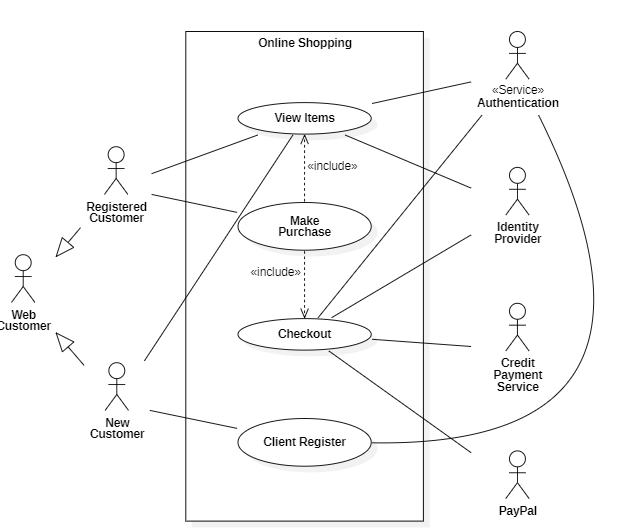 Online Shopping
«Service»
Authentication
View Items
«include»
Registered
Customer
Make
Purchase
Identity
Provider
«include»
Web
Customer
Checkout
Credit
Payment
Service
New
Customer
Client Register
PayPal